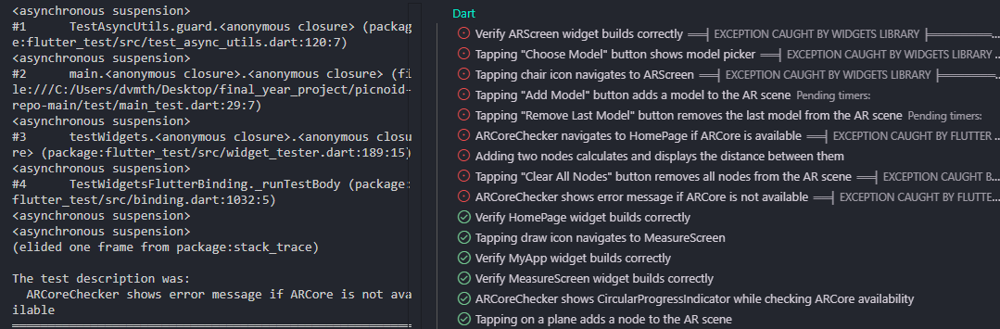 <asynchronous suspension>
#1      TestAsyncUtils.guard.<anonymous closure> (packag
e:flutter_test/src/test_async_utils.dart:120:7)
<asynchronous suspension>
#2      main.<anonymous closure>.<anonymous closure> (fi
le:///C:/Users/dvmth/Desktop/final_year_project/picnoid-
repo-main/test/main_test.dart:29:7)
<asynchronous suspension>
#3      testWidgets.<anonymous closure>.<anonymous closu
re> (package:flutter_test/src/widget_tester.dart:189:15)
<asynchronous suspension>
#4      TestWidgetsFlutterBinding._runTestBody (package:
flutter_test/src/binding.dart:1032:5)
<asynchronous suspension>
<asynchronous suspension>
(elided one frame from package:stack_trace)
The test description was:
  ARCoreChecker shows error message if ARCore is not ava
ilable
════════════════════════════════════════════════════════
Dart
Verify ARScreen widget builds correctly ══╡ EXCEPTION CAUGHT BY WIDGETS LIBRARY ╞═══════════...
Tapping "Choose Model" button shows model picker ══╡ EXCEPTION CAUGHT BY WIDGETS LIBRARY ...
Tapping chair icon navigates to ARScreen ══╡ EXCEPTION CAUGHT BY WIDGETS LIBRARY ╞═════════...
Tapping "Add Model" button adds a model to the AR scene Pending timers:
Tapping "Remove Last Model" button removes the last model from the AR scene Pending timers:
ARCoreChecker navigates to HomePage if ARCore is available ══╡ EXCEPTION CAUGHT BY FLUTTER ...
Adding two nodes calculates and displays the distance between them
Tapping "Clear All Nodes" button removes all nodes from the AR scene ══╡ EXCEPTION CAUGHT B...
ARCoreChecker shows error message if ARCore is not available ══╡ EXCEPTION CAUGHT BY FLUTTE...
Verify HomePage widget builds correctly
Tapping draw icon navigates to MeasureScreen
Verify MyApp widget builds correctly
Verify MeasureScreen widget builds correctly
ARCoreChecker shows CircularProgressIndicator while checking ARCore availability
Tapping on a plane adds a node to the AR scene